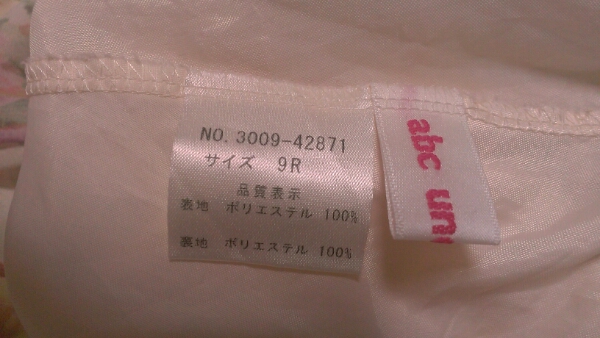 NO. 3009-42871
サイズ 9R
品質表示
表地 ポリエステル 100%
裏地 ポリエステル 100%
abc